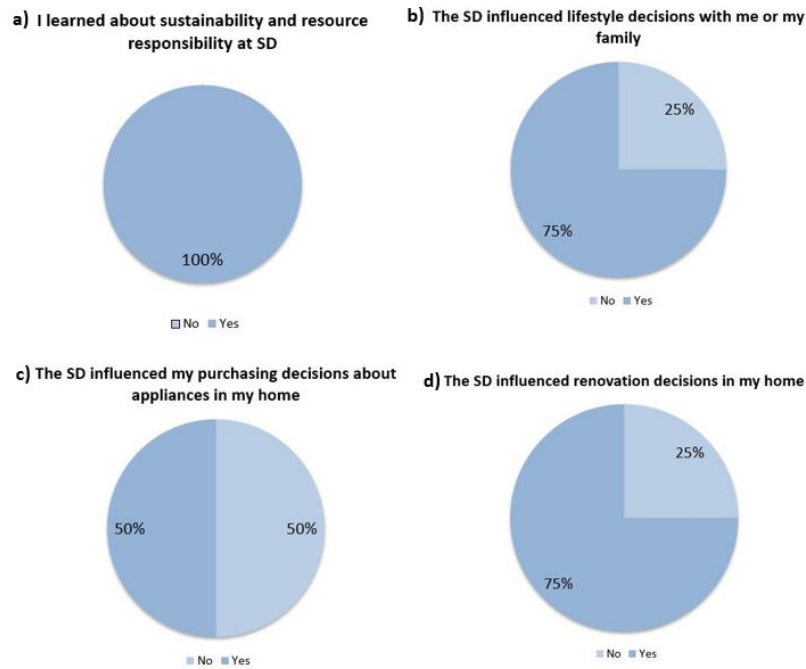 a) I learned about sustainability and resource
responsibility at SD
100%
No Yes
b) The SD influenced lifestyle decisions with me or my
family
25%
75%
No Yes
c) The SD influenced my purchasing decisions about
appliances in my home
50% 50%
No Yes
d) The SD influenced renovation decisions in my home
25%
75%
No Yes